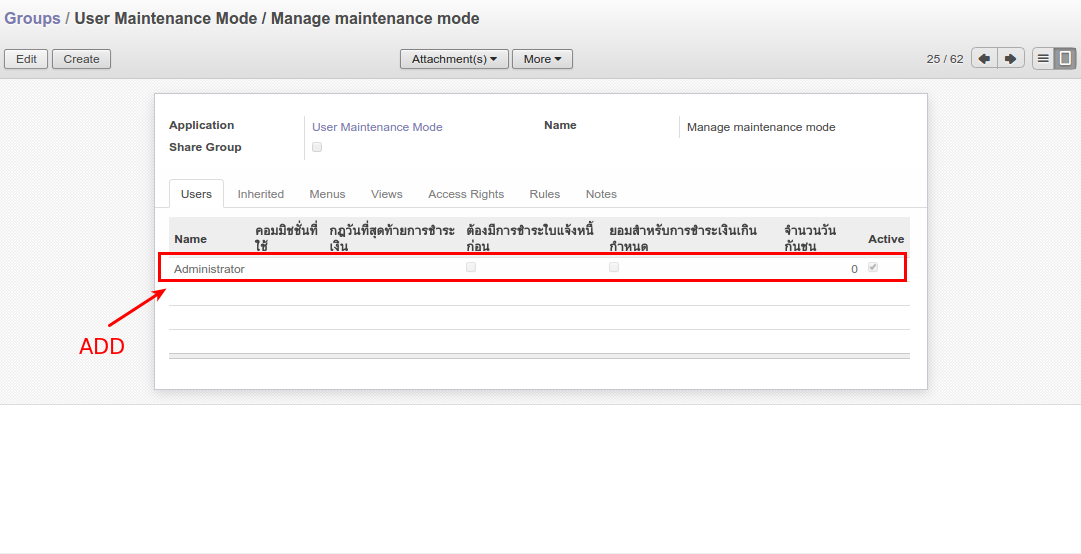 Groups / User Maintenance Mode / Manage maintenance mode
Edit Create Attachment(s) More 25 / 62
Application User Maintenance Mode Name Manage maintenance mode
Share Group
Users Inherited Menus Views Access Rights Rules Notes
Name คอมมิชชั่นที่ใช้ กฎวันที่สุดท้ายการชำระเงิน ต้องมีการชำระใบแจ้งหนี้ก่อน ยอมสำหรับการชำระเงินเกินกำหนด จำนวนวันกันชน Active
Administrator 0
ADD